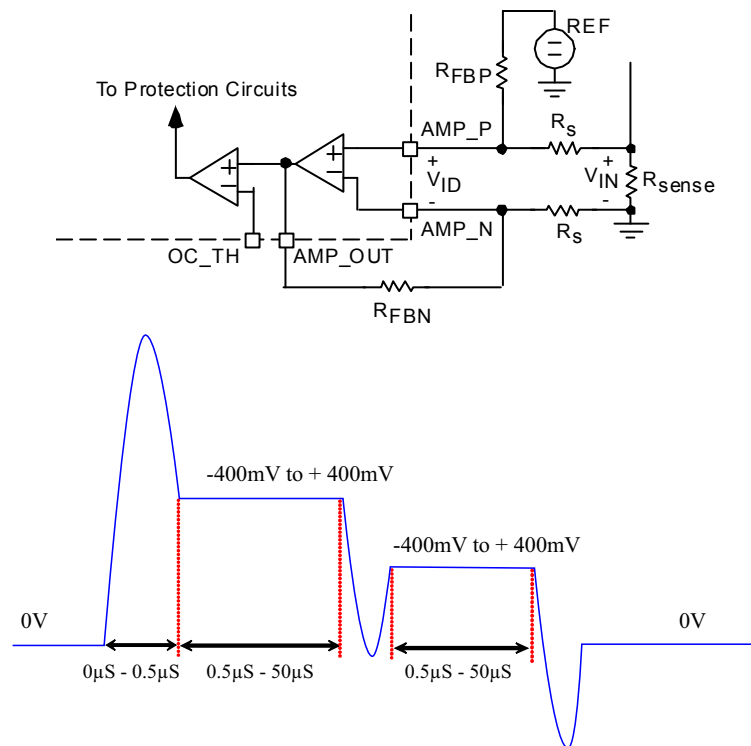 REF
RFBP
To Protection Circuits
AMP_P
Rs
+
+
+
+
VID
VIN
Rsense
-
-
AMP_N
Rs
OC_TH
AMP_OUT
RFBN
-400mV to + 400mV
-400mV to + 400mV
0V
0V
0µS - 0.5µS
0.5µS - 50µS
0.5µS - 50µS